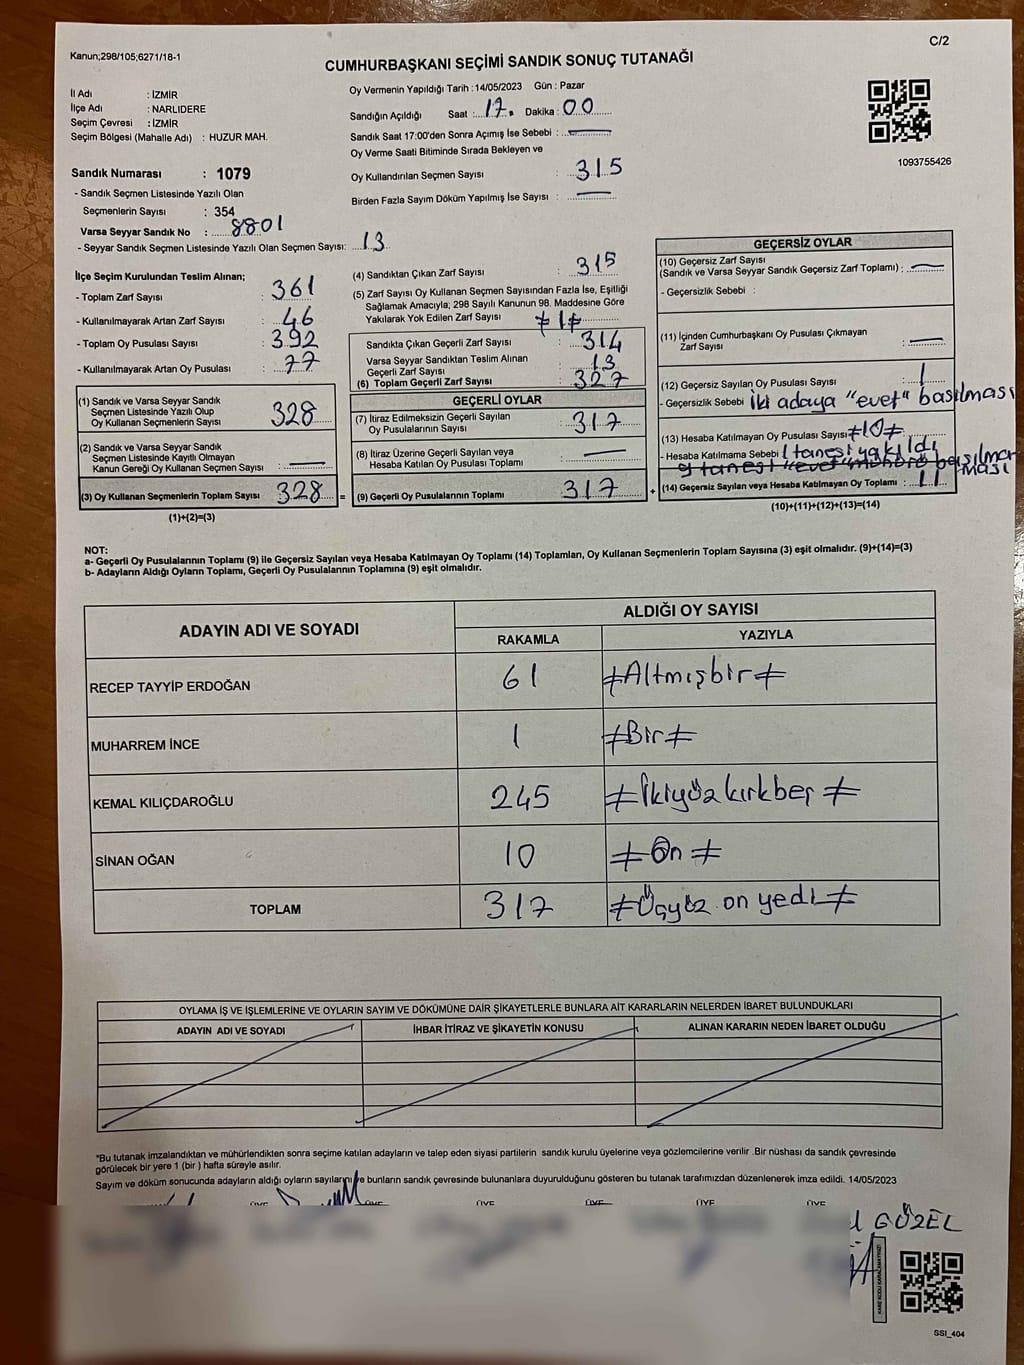 C/2
Kanun;298/105;6271/18-1
CUMHURBAŞKANI SEÇİMİ SANDIK SONUÇ TUTANAĞI
İl Adı : İZMİR
İlçe Adı : NARLIDERE
Seçim Çevresi : İZMİR
Seçim Bölgesi (Mahalle Adı) : HUZUR MAH.
Oy Vermenin Yapıldığı Tarih :14/05/2023 Gün : Pazar
Sandığın Açıldığı Saat :17. Dakika :00
Sandık Saat 17:00'den Sonra Açımış İse Sebebi : —
Oy Verme Saati Bitiminde Sırada Bekleyen ve
Oy Kullandırılan Seçmen Sayısı : 315
Birden Fazla Sayım Döküm Yapılmış İse Sayısı : —
1093755426
Sandık Numarası : 1079
- Sandık Seçmen Listesinde Yazılı Olan
Seçmenlerin Sayısı : 354
Varsa Seyyar Sandık No : 8801
- Seyyar Sandık Seçmen Listesinde Yazılı Olan Seçmen Sayısı: 13
İlçe Seçim Kurulundan Teslim Alınan;
- Toplam Zarf Sayısı : 361
- Kullanılmayarak Artan Zarf Sayısı : 46
- Toplam Oy Pusulası Sayısı : 392
- Kullanılmayarak Artan Oy Pusulası : 77
(1) Sandık ve Varsa Seyyar Sandık
Seçmen Listesinde Yazılı Olup
Oy Kullanan Seçmenlerin Sayısı : 328
(2) Sandık ve Varsa Seyyar Sandık
Seçmen Listesinde Kayıtlı Olmayan
Kanun Gereği Oy Kullanan Seçmen Sayısı : —
(3) Oy Kullanan Seçmenlerin Toplam Sayısı : 328 =
(1)+(2)=(3)
(4) Sandıktan Çıkan Zarf Sayısı : 315
(5) Zarf Sayısı Oy Kullanan Seçmen Sayısından Fazla İse, Eşitliği
Sağlamak Amacıyla; 298 Sayılı Kanunun 98. Maddesine Göre
Yakılarak Yok Edilen Zarf Sayısı : ≠1≠
Sandıkta Çıkan Geçerli Zarf Sayısı : 314
Varsa Seyyar Sandıktan Teslim Alınan
Geçerli Zarf Sayısı : 13
(6) Toplam Geçerli Zarf Sayısı : 327
GEÇERLİ OYLAR
(7) İtiraz Edilmeksizin Geçerli Sayılan
Oy Pusulalarının Sayısı : 317
(8) İtiraz Üzerine Geçerli Sayılan veya
Hesaba Katılan Oy Pusulası Toplamı : —
(9) Geçerli Oy Pusulalarının Toplamı : 317 +
GEÇERSİZ OYLAR
(10) Geçersiz Zarf Sayısı
(Sandık ve Varsa Seyyar Sandık Geçersiz Zarf Toplamı) : —
- Geçersizlik Sebebi :
(11) İçinden Cumhurbaşkanı Oy Pusulası Çıkmayan
Zarf Sayısı : —
(12) Geçersiz Sayılan Oy Pusulası Sayısı : 1
- Geçersizlik Sebebi iki adaya "evet" basılması
(13) Hesaba Katılmayan Oy Pusulası Sayısı ≠10≠
- Hesaba Katılmama Sebebi 1 tanesi yakıldı
9 tanesi "evet" mührü basılmaması
(14) Geçersiz Sayılan veya Hesaba Katılmayan Oy Toplamı : 11
(10)+(11)+(12)+(13)=(14)
NOT:
a- Geçerli Oy Pusulalarının Toplamı (9) ile Geçersiz Sayılan veya Hesaba Katılmayan Oy Toplamı (14) Toplamları, Oy Kullanan Seçmenlerin Toplam Sayısına (3) eşit olmalıdır. (9)+(14)=(3)
b- Adayların Aldığı Oyların Toplamı, Geçerli Oy Pusulalarının Toplamına (9) eşit olmalıdır.
ADAYIN ADI VE SOYADI ALDIĞI OY SAYISI
RAKAMLA YAZIYLA
RECEP TAYYİP ERDOĞAN 61 ≠Altmışbir≠
MUHARREM İNCE 1 ≠Bir≠
KEMAL KILIÇDAROĞLU 245 ≠İkiyüzkırkbeş≠
SİNAN OĞAN 10 ≠On≠
TOPLAM 317 ≠Üçyüz on yedi≠
OYLAMA İŞ VE İŞLEMLERİNE VE OYLARIN SAYIM VE DÖKÜMÜNE DAİR ŞİKAYETLERLE BUNLARA AİT KARARLARIN NELERDEN İBARET BULUNDUKLARI
ADAYIN ADI VE SOYADI İHBAR İTİRAZ VE ŞİKAYETİN KONUSU ALINAN KARARIN NEDEN İBARET OLDUĞU
*Bu tutanak imzalandıktan ve mühürlendikten sonra seçime katılan adayların ve talep eden siyasi partilerin sandık kurulu üyelerine veya gözlemcilerine verilir .Bir nüshası da sandık çevresinde
görülecek bir yere 1 (bir ) hafta süreyle asılır.
Sayım ve döküm sonucunda adayların aldığı oyların sayılarını ve bunların sandık çevresinde bulunanlara duyurulduğunu gösteren bu tutanak tarafımızdan düzenlenerek imza edildi. 14/05/2023
ÜYE ÜYE ÜYE ÜYE ÜYE ÜYE
GÜZEL
KARE KODU KARALAMAYINIZ!
SSI_404